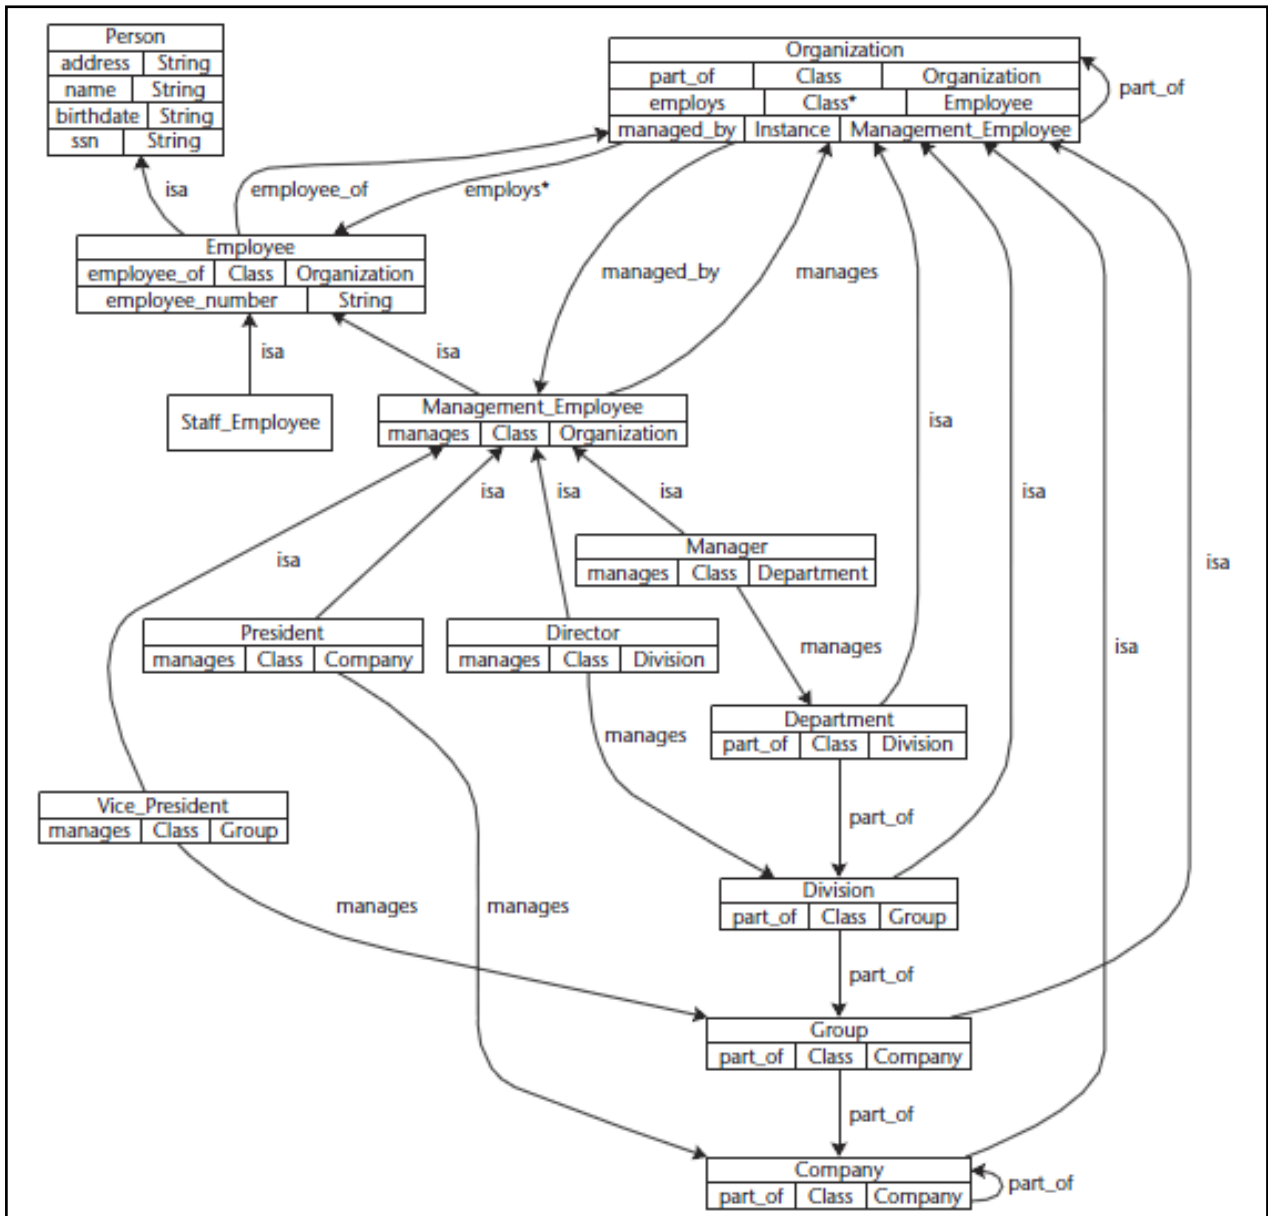 Person
address String
name String
birthdate String
ssn String
Organization
part_of Class Organization
employs Class* Employee
managed_by Instance Management_Employee
part_of
isa
employee_of
employs*
Employee
employee_of Class Organization
employee_number String
managed_by
manages
isa
isa
Staff_Employee
Management_Employee
manages Class Organization
isa
isa
isa
isa
isa
isa
isa
isa
Manager
manages Class Department
President
manages Class Company
Director
manages Class Division
manages
manages
Department
part_of Class Division
Vice_President
manages Class Group
part_of
Division
part_of Class Group
manages
manages
part_of
Group
part_of Class Company
part_of
Company
part_of Class Company
part_of